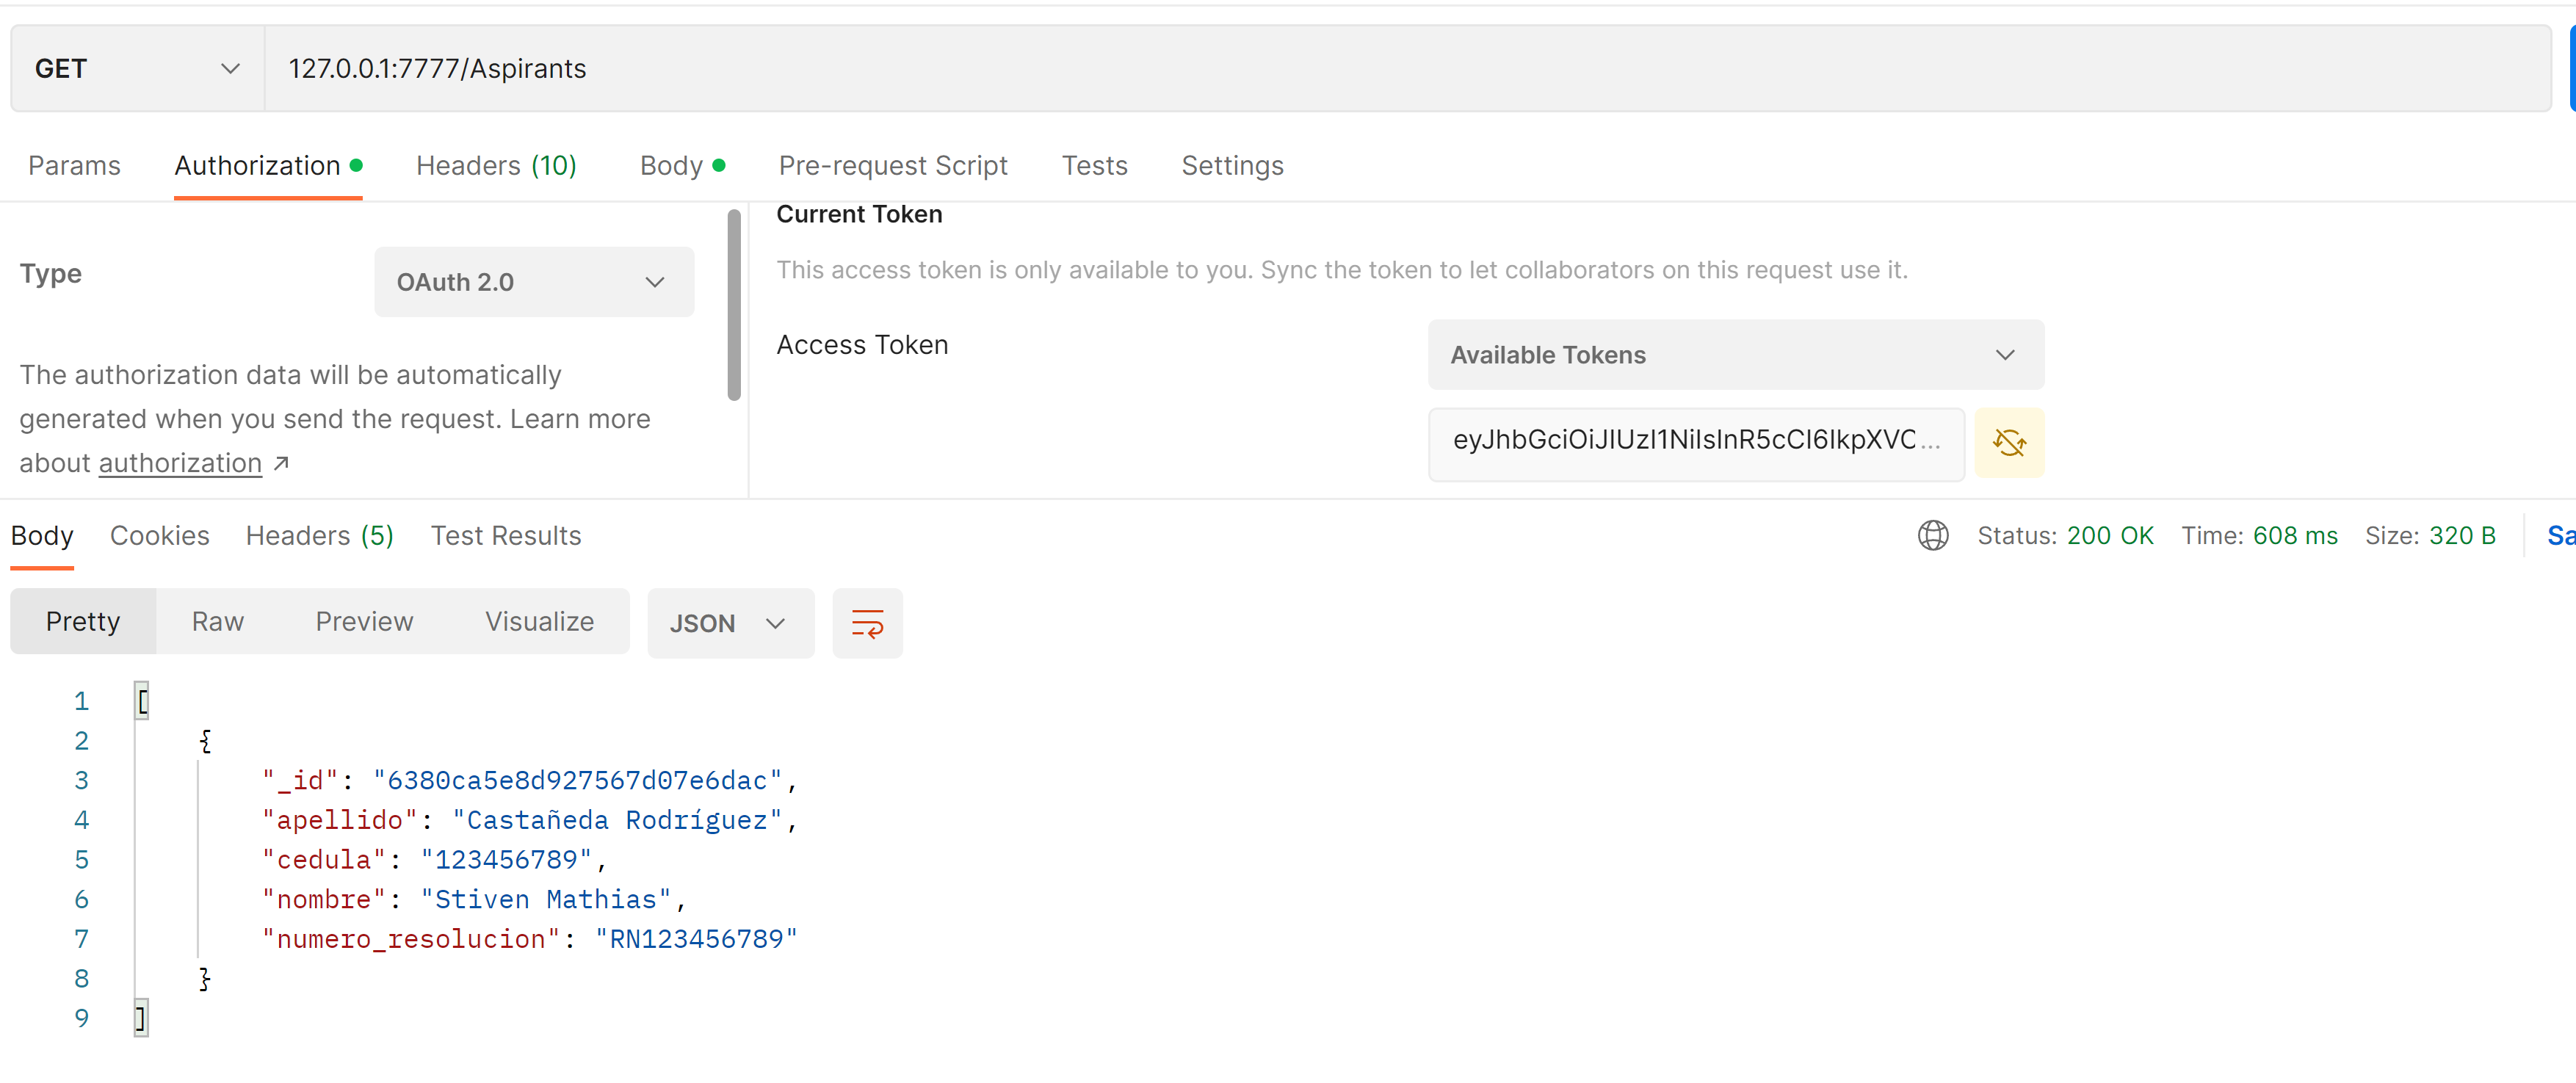 GET 127.0.0.1:7777/Aspirants
Params Authorization Headers (10) Body Pre-request Script Tests Settings
Type OAuth 2.0
The authorization data will be automatically
generated when you send the request. Learn more
about authorization ↗
Current Token
This access token is only available to you. Sync the token to let collaborators on this request use it.
Access Token Available Tokens
eyJhbGciOiJIUzI1NiIsInR5cCI6IkpXVC...
Body Cookies Headers (5) Test Results Status: 200 OK Time: 608 ms Size: 320 B Sa
Pretty Raw Preview Visualize JSON
1 [
2 {
3 "_id": "6380ca5e8d927567d07e6dac",
4 "apellido": "Castañeda Rodríguez",
5 "cedula": "123456789",
6 "nombre": "Stiven Mathias",
7 "numero_resolucion": "RN123456789"
8 }
9 ]